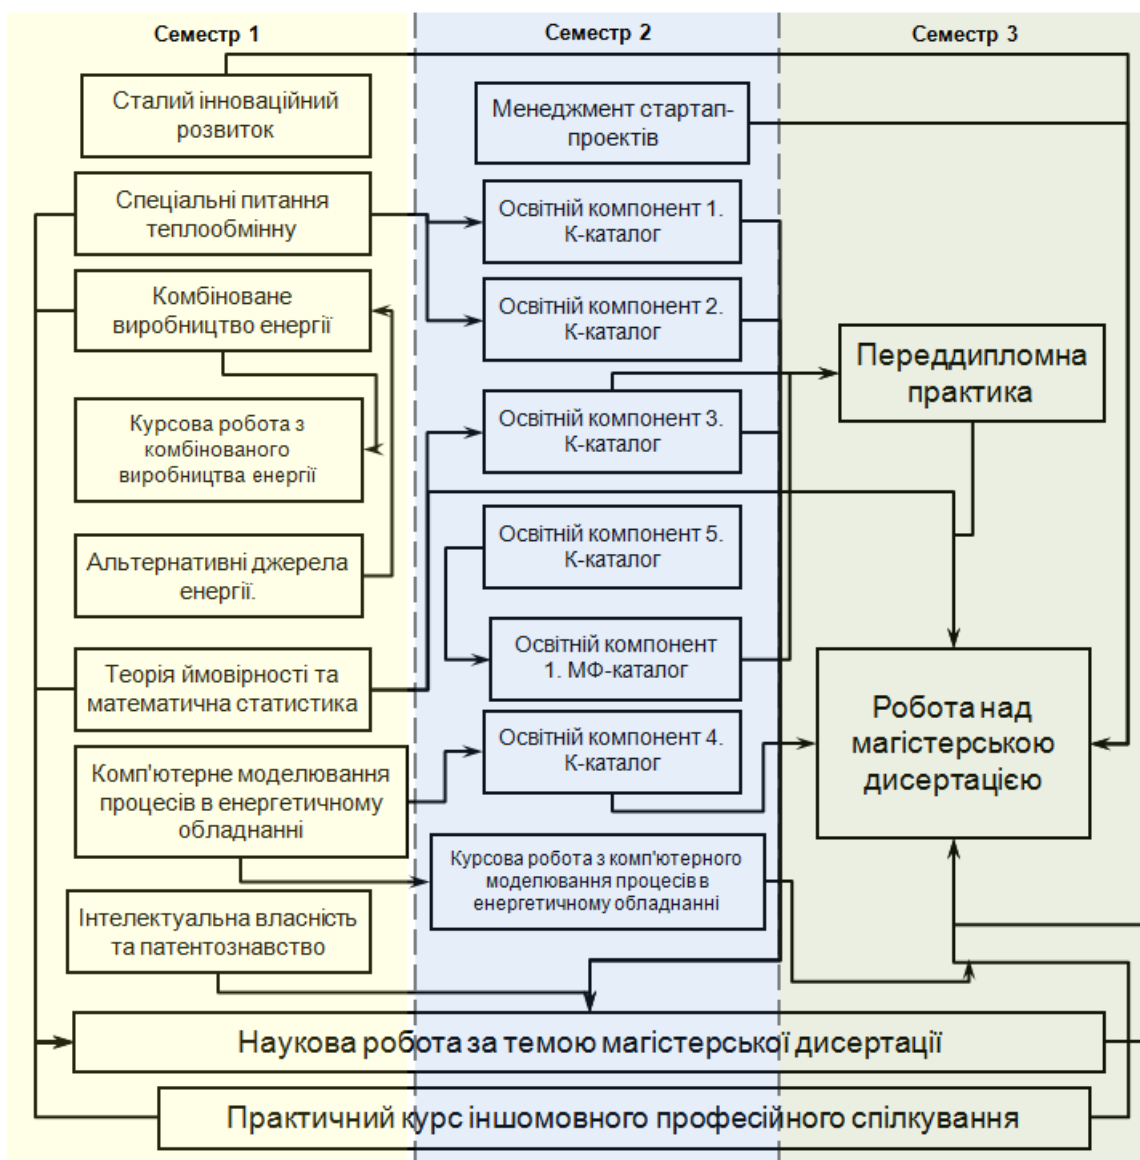 Семестр 1
Семестр 2
Семестр 3
Сталий інноваційний
розвиток
Спеціальні питання
теплообмінну
Комбіноване
виробництво енергії
Курсова робота з
комбінованого
виробництва енергії
Альтернативні джерела
енергії.
Теорія ймовірності та
математична статистика
Комп'ютерне моделювання
процесів в енергетичному
обладнанні
Інтелектуальна власність
та патентознавство
Менеджмент стартап-
проектів
Освітній компонент 1.
К-каталог
Освітній компонент 2.
К-каталог
Освітній компонент 3.
К-каталог
Освітній компонент 5.
К-каталог
Освітній компонент
1. МФ-каталог
Освітній компонент 4.
К-каталог
Курсова робота з комп'ютерного
моделювання процесів в
енергетичному обладнанні
Переддипломна
практика
Робота над
магістерською
дисертацією
Наукова робота за темою магістерської дисертації
Практичний курс іншомовного професійного спілкування